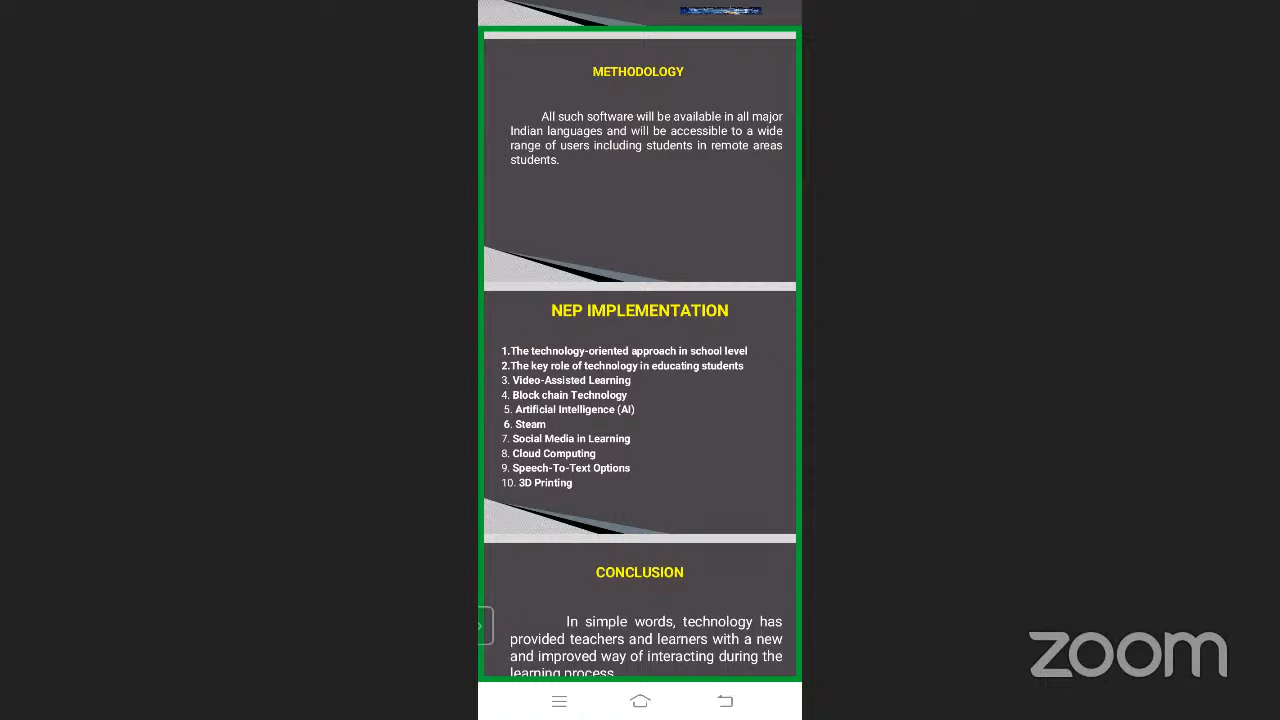 METHODOLOGY
All such software will be available in all major
Indian languages and will be accessible to a wide
range of users including students in remote areas
students.
NEP IMPLEMENTATION
1.The technology-oriented approach in school level
2.The key role of technology in educating students
3. Video-Assisted Learning
4. Block chain Technology
5. Artificial Intelligence (AI)
6. Steam
7. Social Media in Learning
8. Cloud Computing
9. Speech-To-Text Options
10. 3D Printing
CONCLUSION
In simple words, technology has
provided teachers and learners with a new
and improved way of interacting during the
learning process
zoom